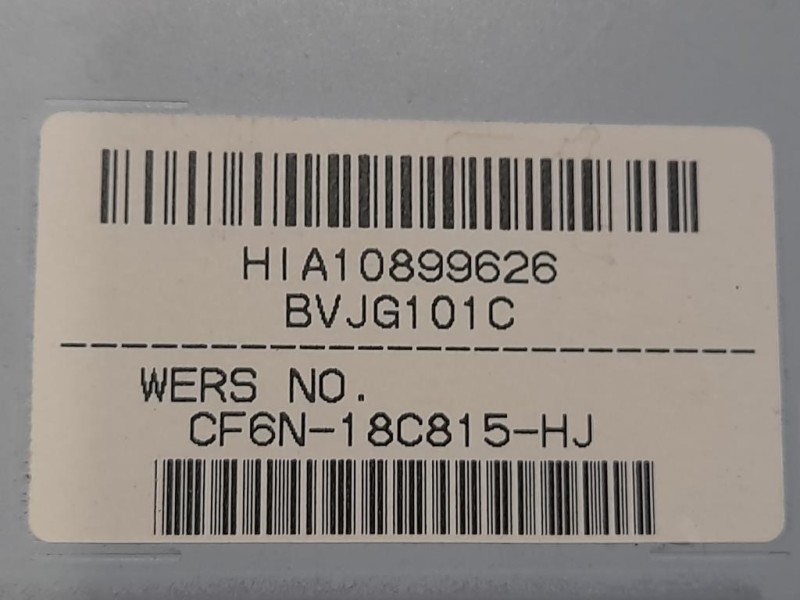 HIA10899626
BVJG101C
WERS NO.
CF6N-18C815-HJ